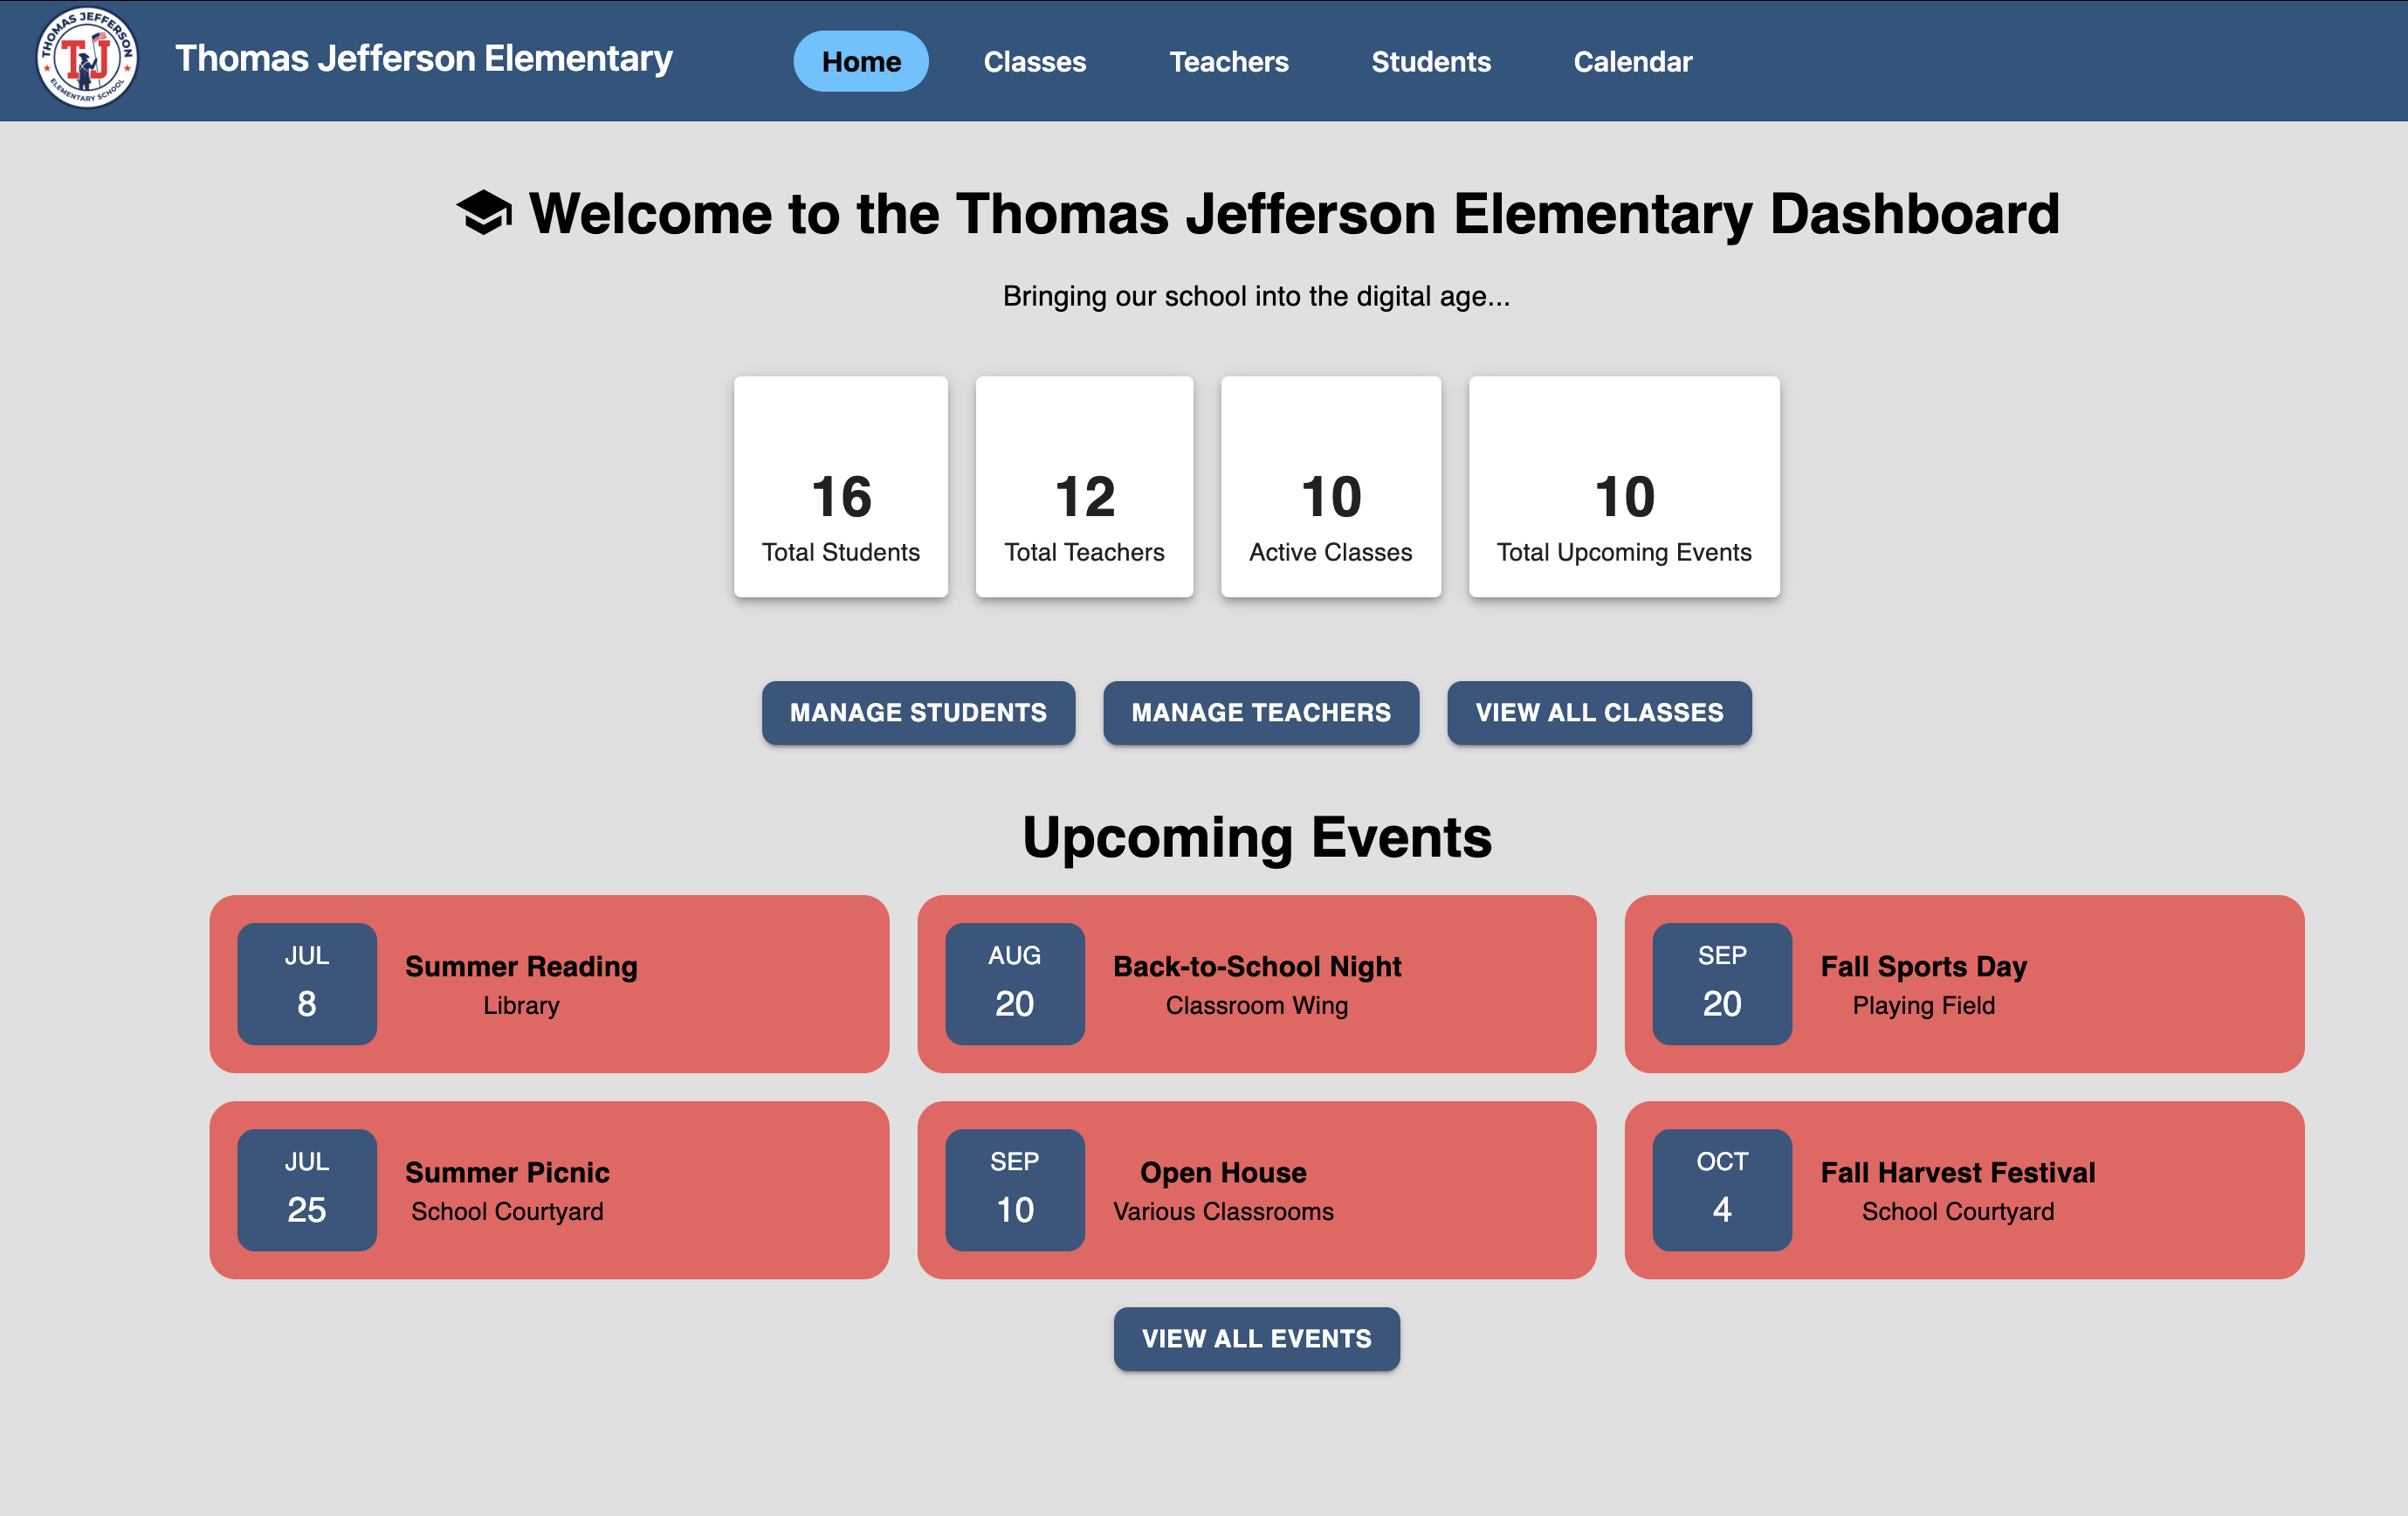 THOMAS JEFFERSON
TJ
ELEMENTARY SCHOOL
Thomas Jefferson Elementary
Home
Classes
Teachers
Students
Calendar
Welcome to the Thomas Jefferson Elementary Dashboard
Bringing our school into the digital age...
16
Total Students
12
Total Teachers
10
Active Classes
10
Total Upcoming Events
MANAGE STUDENTS
MANAGE TEACHERS
VIEW ALL CLASSES
Upcoming Events
JUL
8
Summer Reading
Library
AUG
20
Back-to-School Night
Classroom Wing
SEP
20
Fall Sports Day
Playing Field
JUL
25
Summer Picnic
School Courtyard
SEP
10
Open House
Various Classrooms
OCT
4
Fall Harvest Festival
School Courtyard
VIEW ALL EVENTS